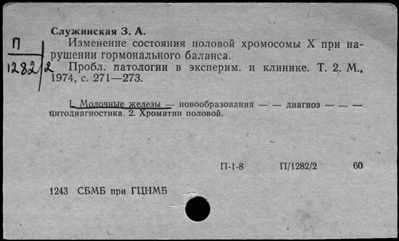 Служинская З. А.
П
1282/2
Изменение состояния половой хромосомы X при на-
рушении гормонального баланса.
Пробл. патологии в эксперим. и клинике. Т. 2. М.,
1974, с. 271—273.
1. Молочные железы — новообразования — — диагноз — — —
цитодиагностика. 2. Хроматин половой.
П-1-8 П/1282/2 60
1243 СБМБ при ГЦНМБ